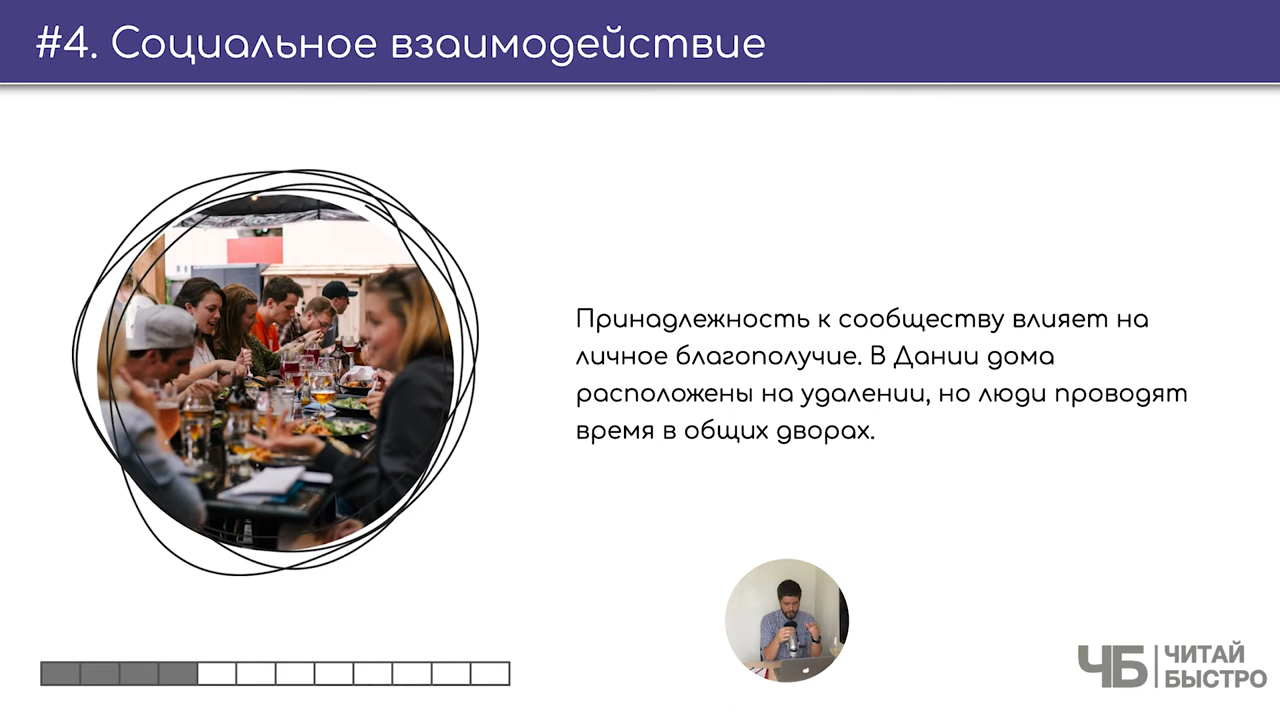 #4. Социальное взаимодействие
Принадлежность к сообществу влияет на
личное благополучие. В Дании дома
расположены на удалении, но люди проводят
время в общих дворах.
ЧБ
ЧИТАЙ
БЫСТРО